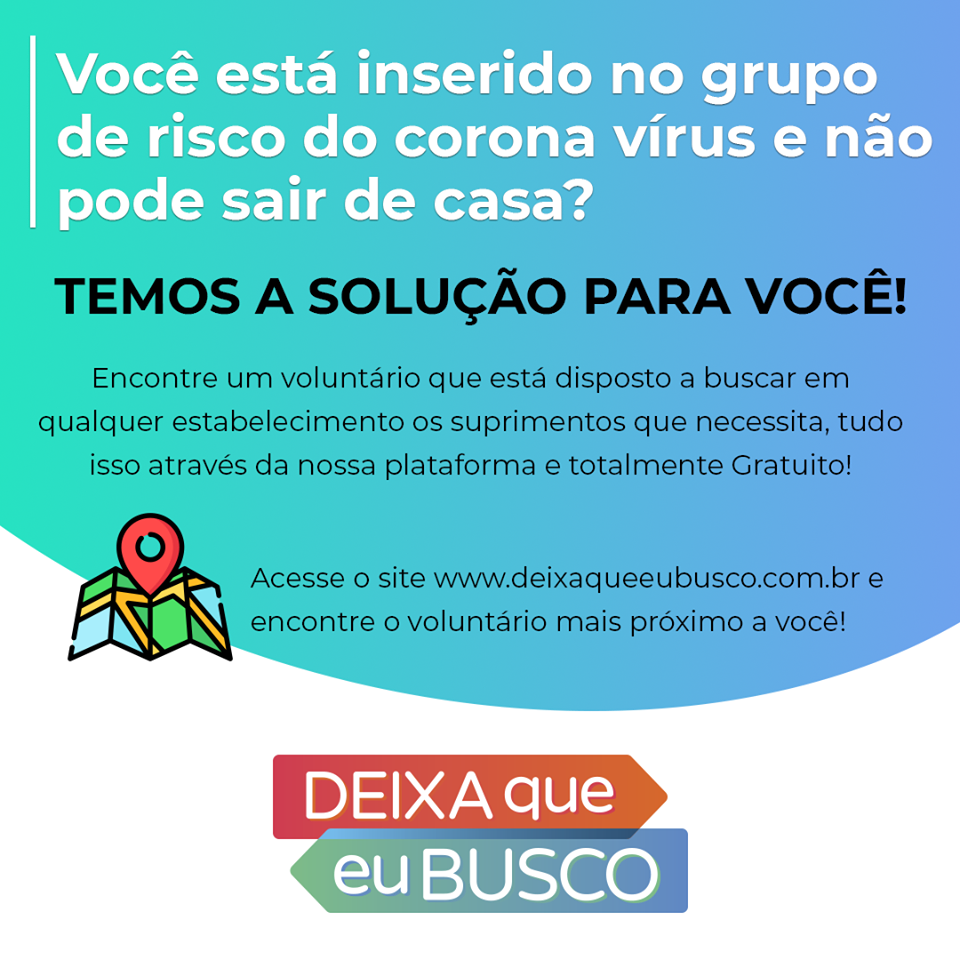 Você está inserido no grupo
de risco do corona vírus e não
pode sair de casa?
TEMOS A SOLUÇÃO PARA VOCÊ!
Encontre um voluntário que está disposto a buscar em
qualquer estabelecimento os suprimentos que necessita, tudo
isso através da nossa plataforma e totalmente Gratuito!
Acesse o site www.deixaqueeubusco.com.br e
encontre o voluntário mais próximo a você!
DEIXA que
eu BUSCO